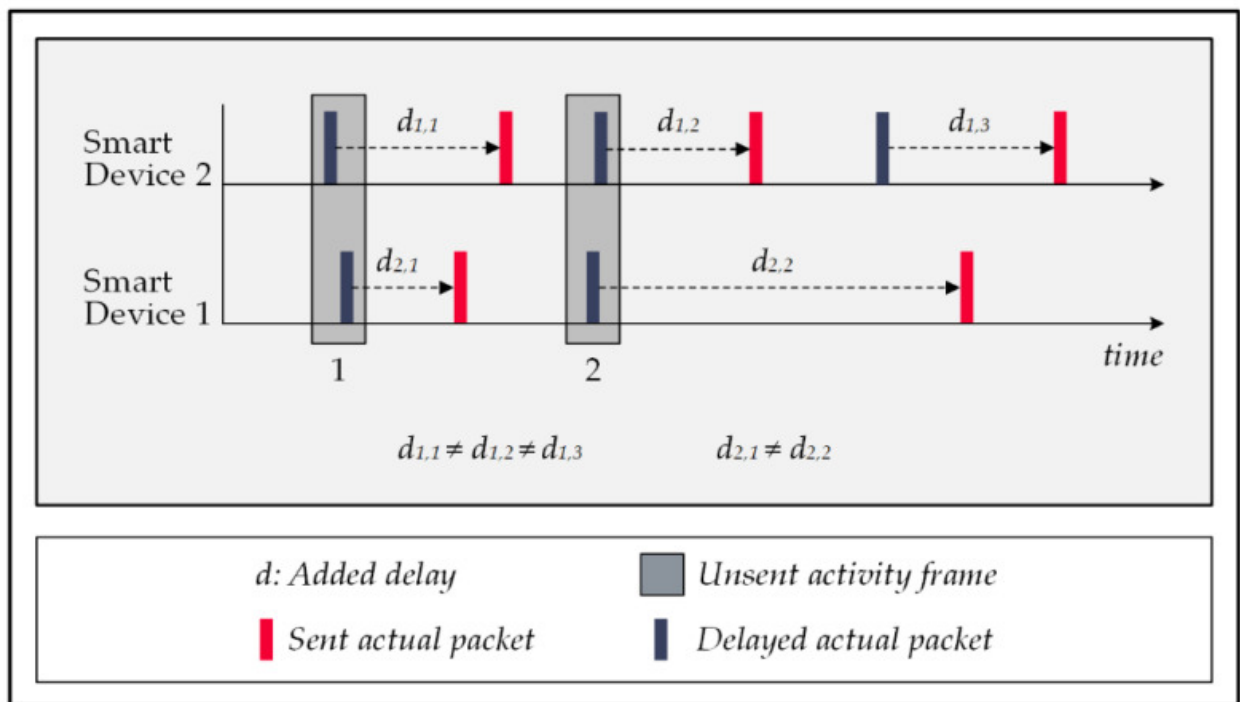 Smart
Device 2
d1,1
d1,2
d1,3
Smart
Device 1
d2,1
d2,2
time
1
2
d1,1 ≠ d1,2 ≠ d1,3
d2,1 ≠ d2,2
d: Added delay
Unsent activity frame
Sent actual packet
Delayed actual packet